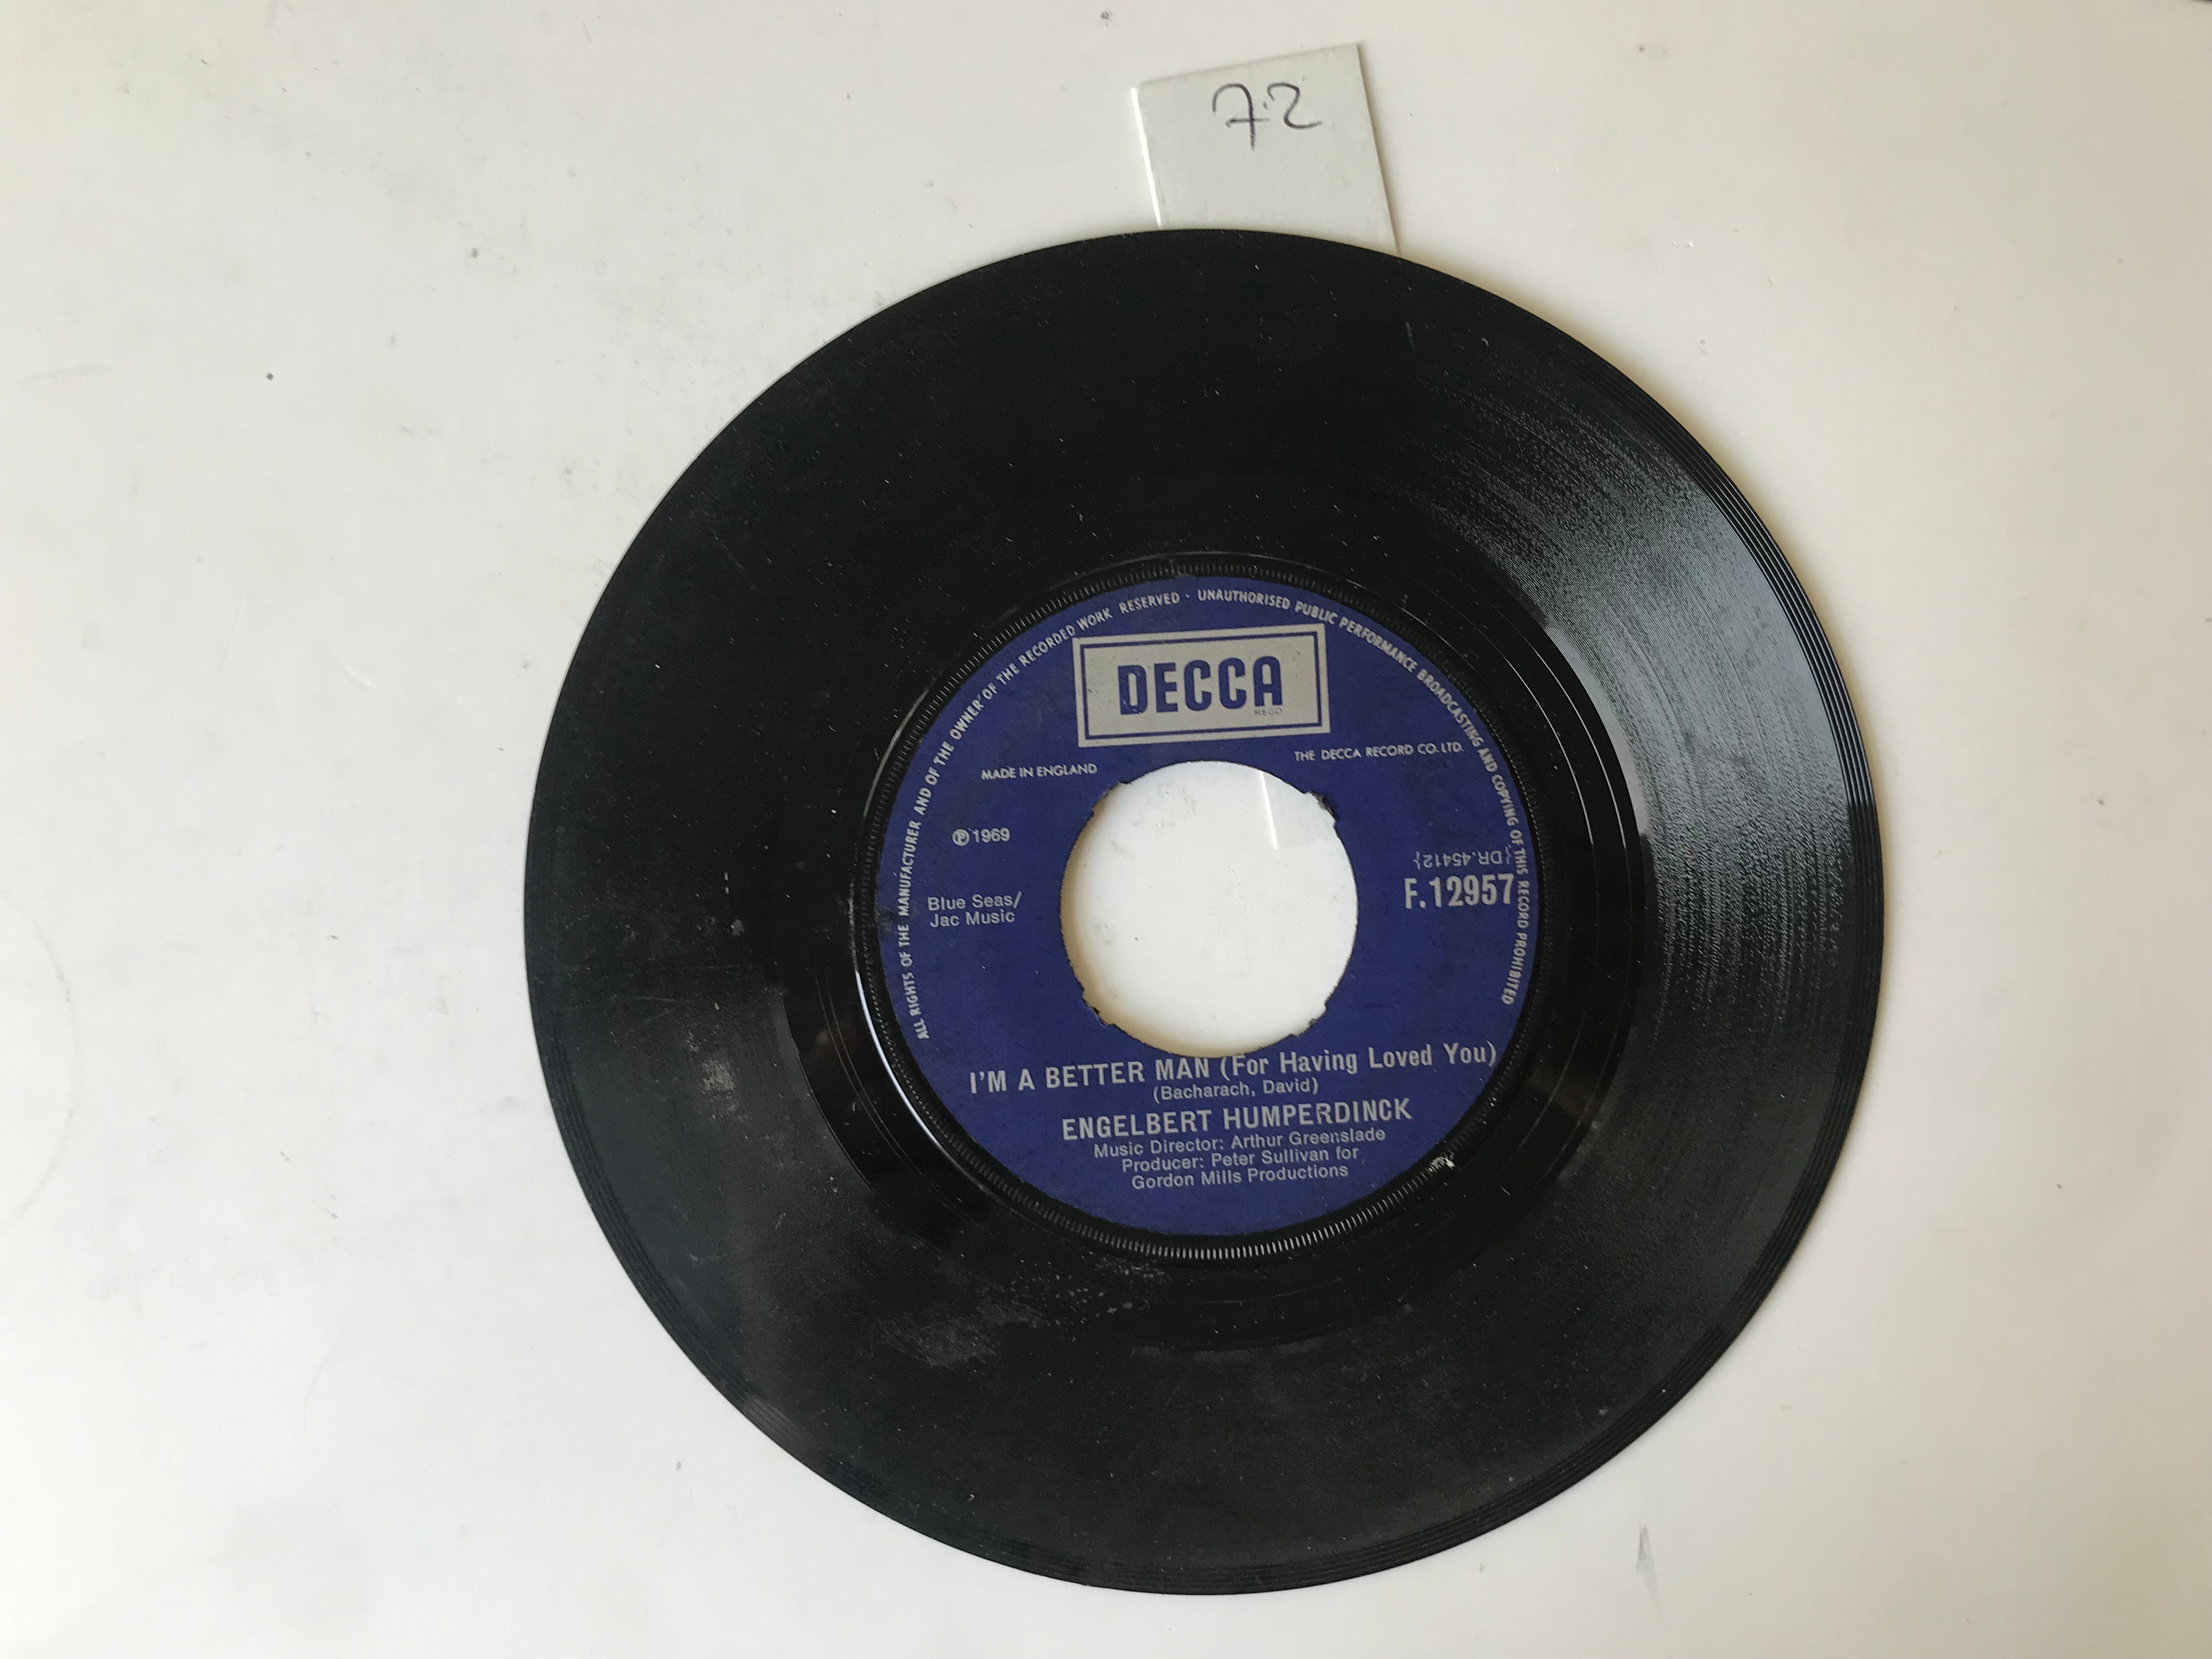 72
ALL RIGHTS OF THE MANUFACTURER AND OF THE OWNER OF THE RECORDED WORK RESERVED · UNAUTHORISED PUBLIC PERFORMANCE BROADCASTING AND COPYING OF THIS RECORD PROHIBITED
DECCA
REGD
THE DECCA RECORD CO. LTD.
MADE IN ENGLAND
℗ 1969
{DR.45412}
F.12957
Blue Seas/
Jac Music
I'M A BETTER MAN (For Having Loved You)
(Bacharach, David)
ENGELBERT HUMPERDINCK
Music Director: Arthur Greenslade
Producer: Peter Sullivan for
Gordon Mills Productions